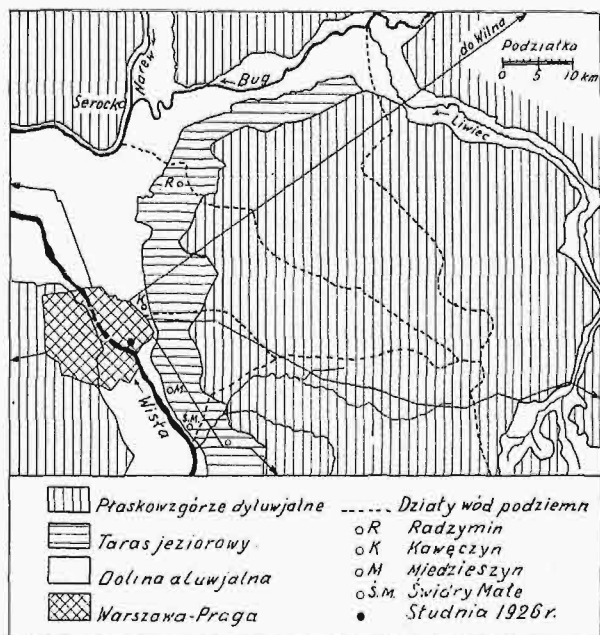 do Wilna
Podziałka
0 5 10 km
Narew
Bug
Serock
Liwiec
R
K
M.
Ś.M.
Wisła
Płaskowzgórze dyluwjalne
Taras jeziorowy
Dolina aluwjalna
Warszawa-Praga
Działy wód podziemn
R Radzymin
K Kawęczyn
M Miedzieszyn
Ś.M. Świdry Małe
Studnia 1926 r.